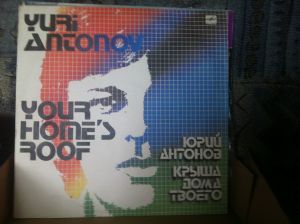 YURI
ANTONOV
YOUR
HOME'S
ROOF
ЮРИЙ
АНТОНОВ
КРЫША
ДОМА
ТВОЕГО